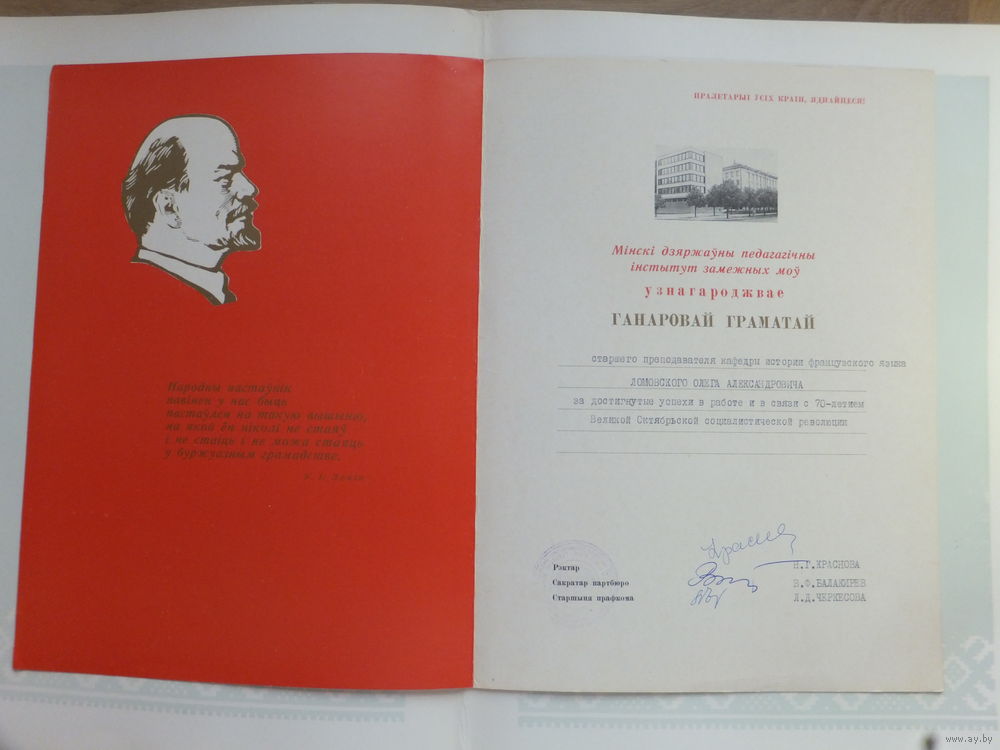 Народны настаўнік
павінен у нас быць
пастаўлен на такую вышыню,
на якой ён ніколі не стаяў
і не стаіць і не можа стаяць
у буржуазным грамадстве.
У. І. Ленін
ПРАЛЕТАРЫІ ЎСІХ КРАІН, ЯДНАЙЦЕСЯ!
Мінскі дзяржаўны педагагічны
інстытут замежных моў
узнагароджвае
ГАНАРОВАЙ ГРАМАТАЙ
старшего преподавателя кафедры истории французского языка
ЛОМОВСКОГО ОЛЕГА АЛЕКСАНДРОВИЧА
за достигнутые успехи в работе и в связи с 70-летием
Великой Октябрьской социалистической революции
Рэктар Н.Г.КРАСНОВА
Сакратар партбюро В.Ф.БАЛАКИРЕВ
Старшыня прафкома Л.Д.ЧЕРКЕСОВА
www.ay.by